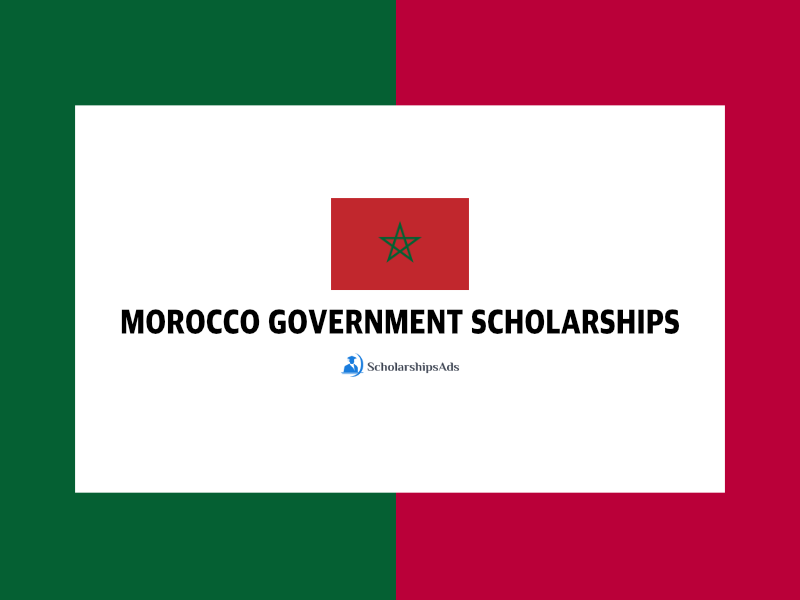 MOROCCO GOVERNMENT SCHOLARSHIPS
ScholarshipsAds